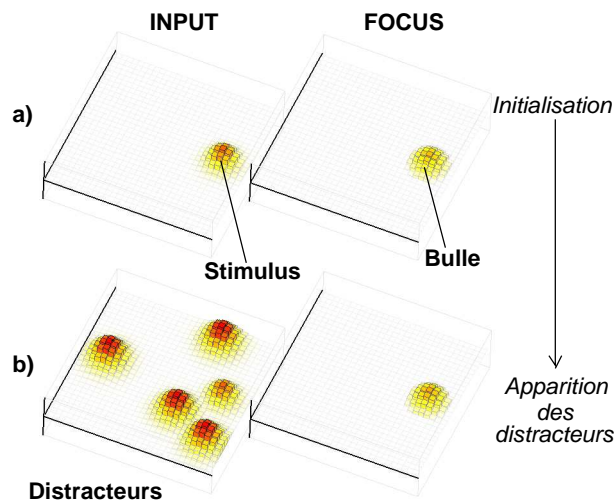 INPUT
FOCUS
a)
Initialisation
Stimulus
Bulle
b)
Apparition
des
distracteurs
Distracteurs